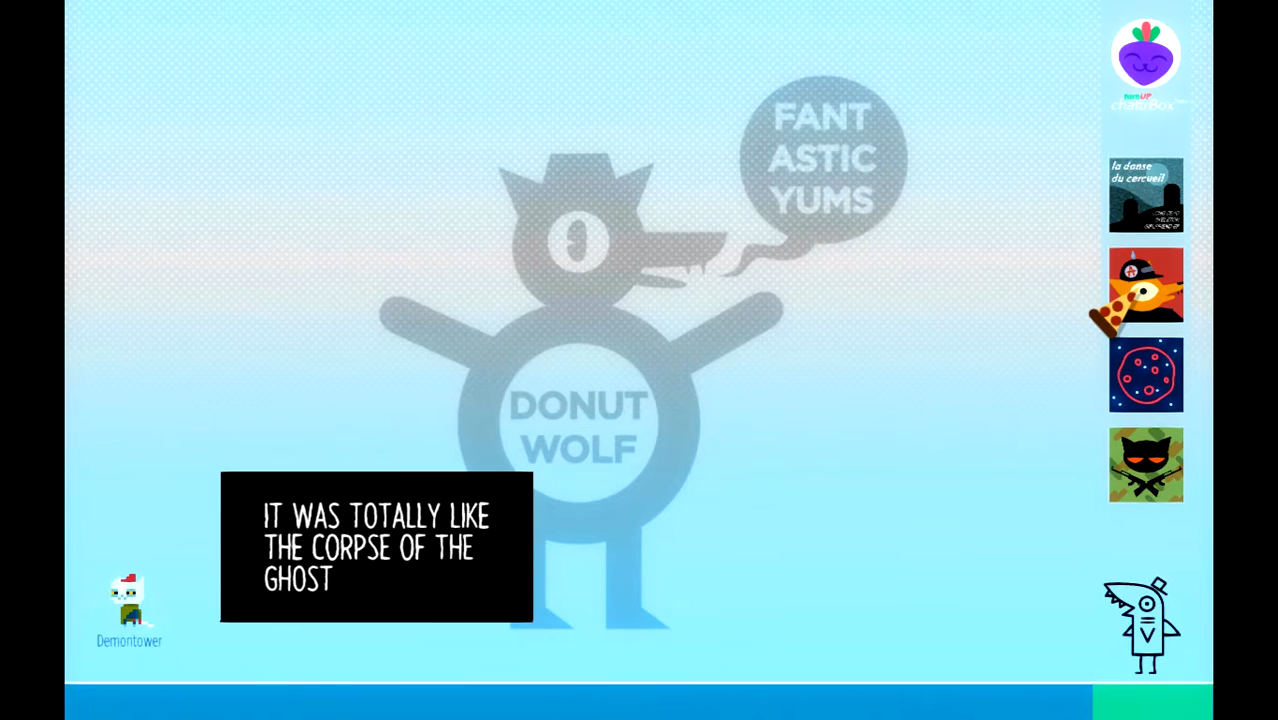 FANT
ASTIC
YUMS
DONUT
WOLF
IT WAS TOTALLY LIKE
THE CORPSE OF THE
GHOST
Demontower
turnUP
la danse
du cercueil